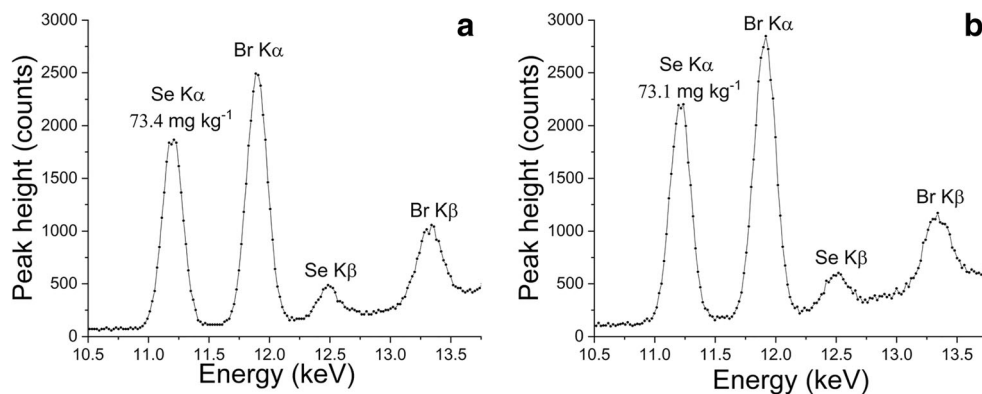 a
Peak height (counts)
3000
2500
2000
1500
1000
500
0
Br Kα
Se Kα
73.4 mg kg⁻¹
Se Kβ
Br Kβ
10.5 11.0 11.5 12.0 12.5 13.0 13.5
Energy (keV)
b
Peak height (counts)
3000
2500
2000
1500
1000
500
0
Br Kα
Se Kα
73.1 mg kg⁻¹
Se Kβ
Br Kβ
10.5 11.0 11.5 12.0 12.5 13.0 13.5
Energy (keV)